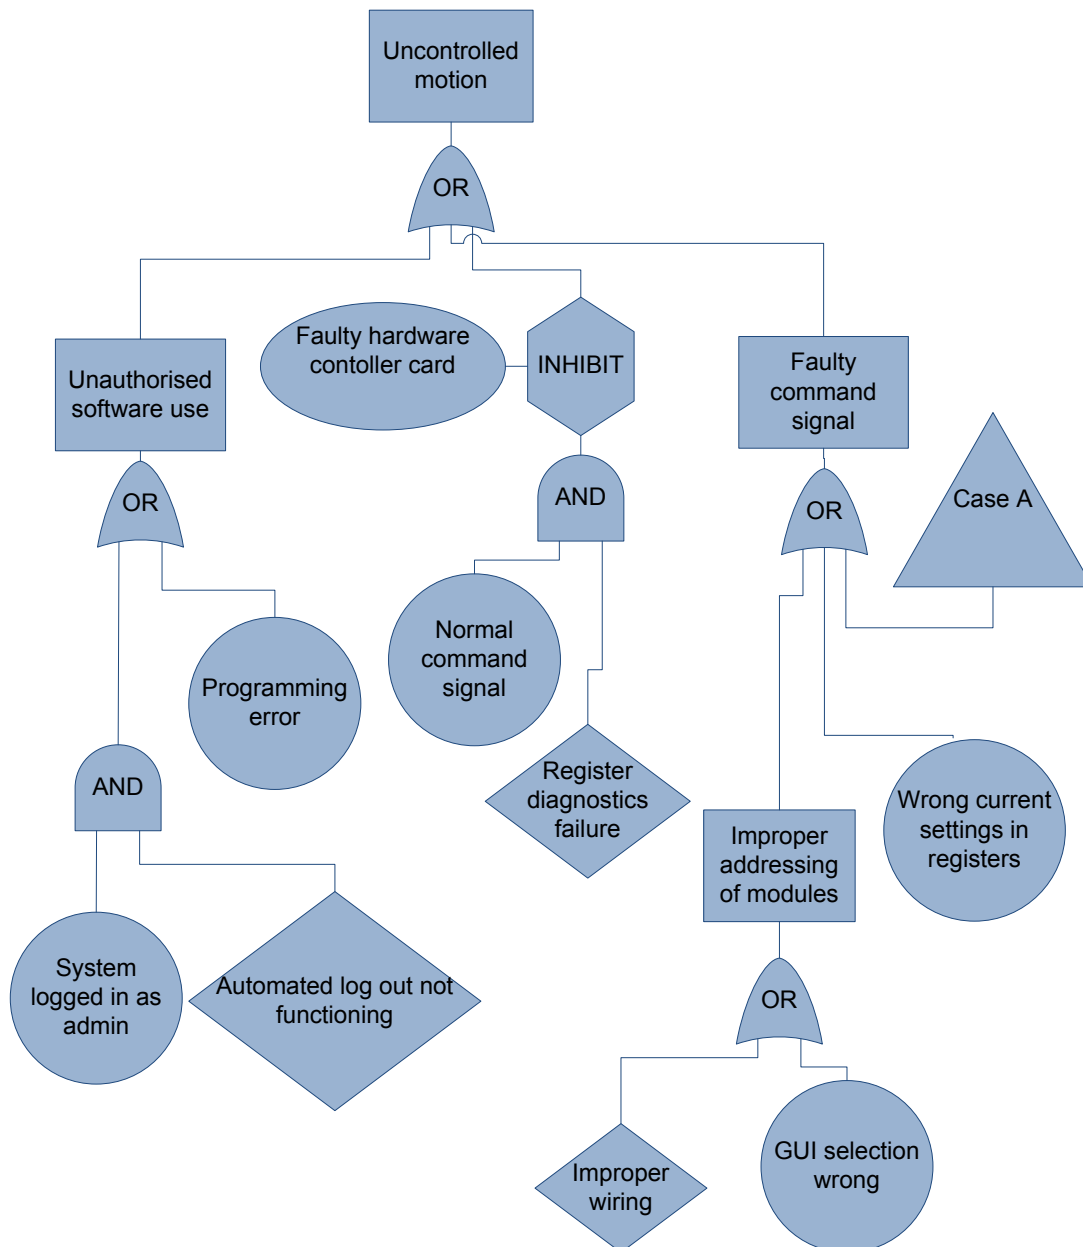 Uncontrolled
motion
OR
Faulty hardware
contoller card
INHIBIT
Unauthorised
software use
Faulty
command
signal
OR
AND
OR
Case A
Normal
command
signal
Programming
error
AND
Register
diagnostics
failure
Wrong current
settings in
registers
Improper
addressing
of modules
System
logged in as
admin
Automated log out not
functioning
OR
Improper
wiring
GUI selection
wrong